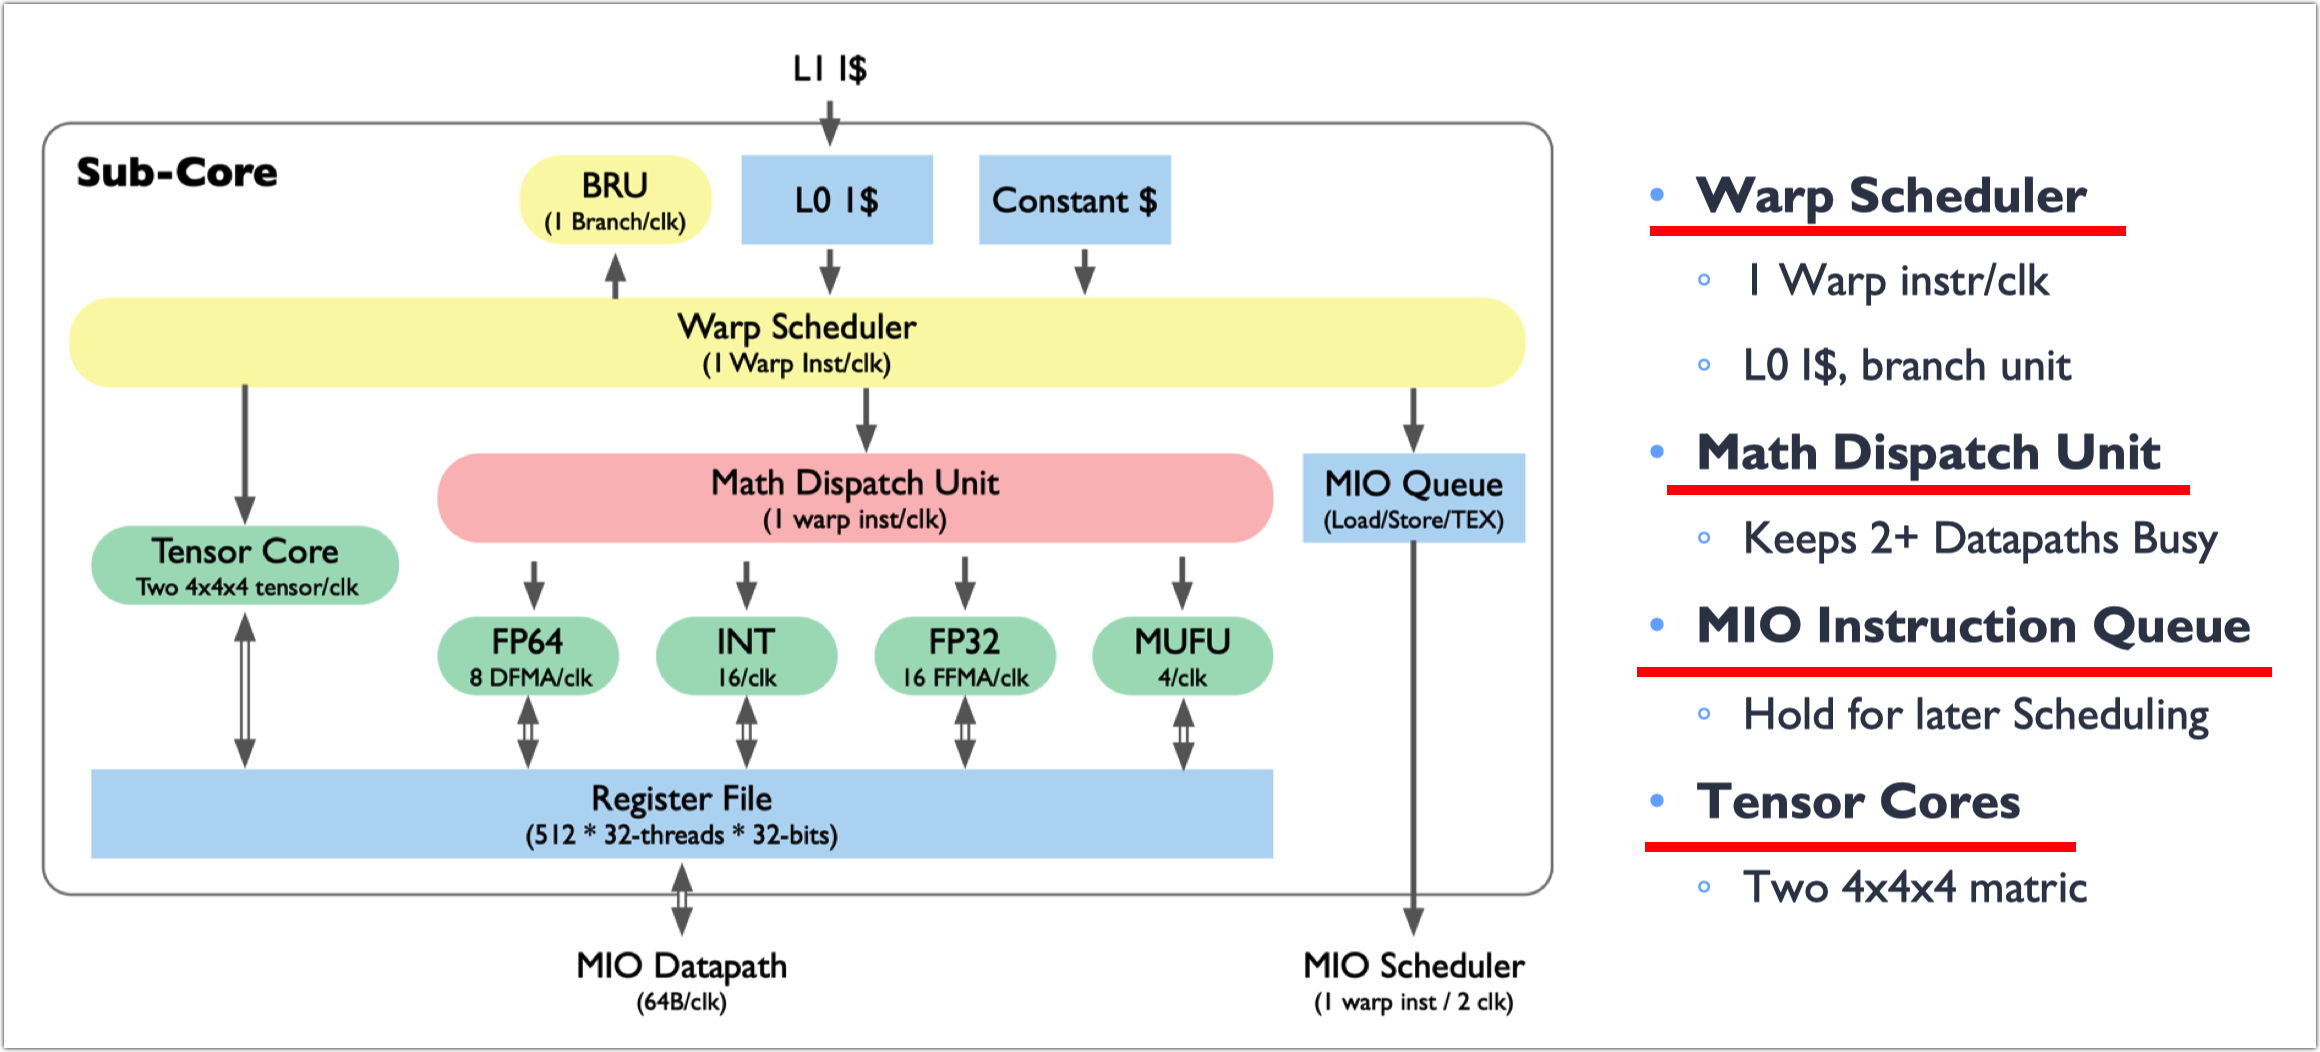 L1 I$
Sub-Core
BRU
(1 Branch/clk)
L0 I$
Constant $
Warp Scheduler
(1 Warp Inst/clk)
Math Dispatch Unit
(1 warp inst/clk)
MIO Queue
(Load/Store/TEX)
Tensor Core
Two 4x4x4 tensor/clk
FP64
8 DFMA/clk
INT
16/clk
FP32
16 FFMA/clk
MUFU
4/clk
Register File
(512 * 32-threads * 32-bits)
MIO Datapath
(64B/clk)
MIO Scheduler
(1 warp inst / 2 clk)
• Warp Scheduler
◦ 1 Warp instr/clk
◦ L0 I$, branch unit
• Math Dispatch Unit
◦ Keeps 2+ Datapaths Busy
• MIO Instruction Queue
◦ Hold for later Scheduling
• Tensor Cores
◦ Two 4x4x4 matric